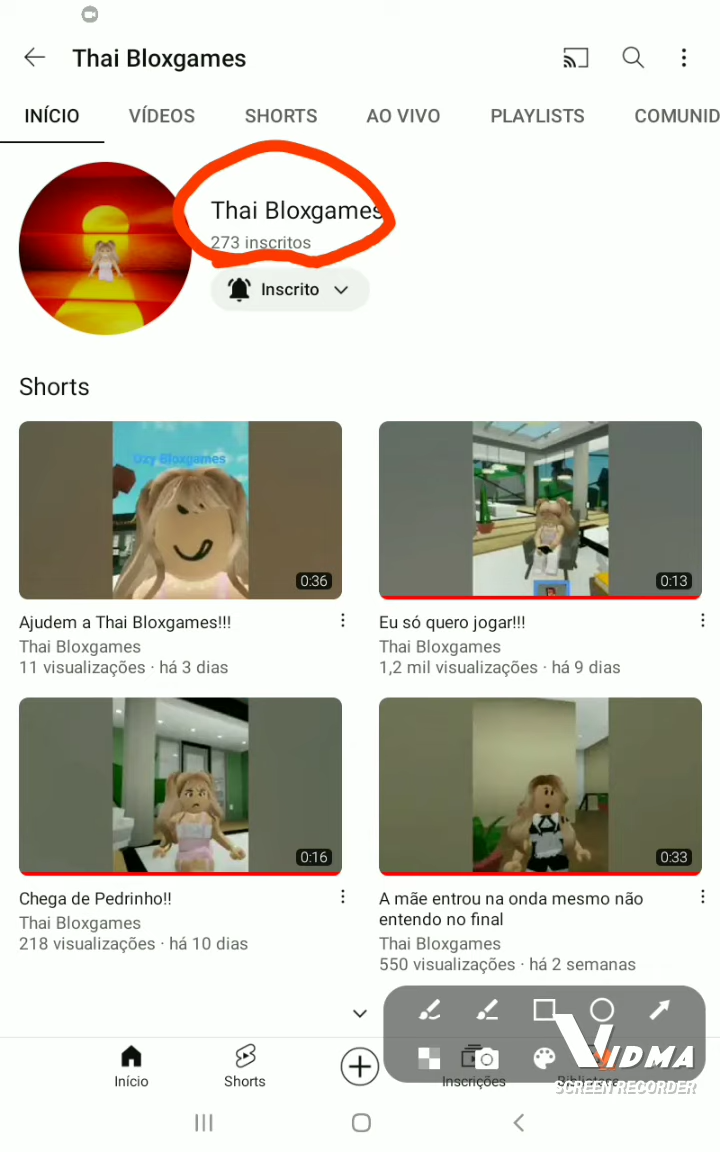 Thai Bloxgames
INÍCIO VÍDEOS SHORTS AO VIVO PLAYLISTS COMUNID
Thai Bloxgames
273 inscritos
Inscrito
Shorts
Ozy Bloxgames
0:36
0:13
Ajudem a Thai Bloxgames!!!
Thai Bloxgames
11 visualizações · há 3 dias
Eu só quero jogar!!!
Thai Bloxgames
1,2 mil visualizações · há 9 dias
0:16
0:33
Chega de Pedrinho!!
Thai Bloxgames
218 visualizações · há 10 dias
A mãe entrou na onda mesmo não
entendo no final
Thai Bloxgames
550 visualizações · há 2 semanas
Início
Shorts
Inscrições
VIDMA
SCREEN RECORDER